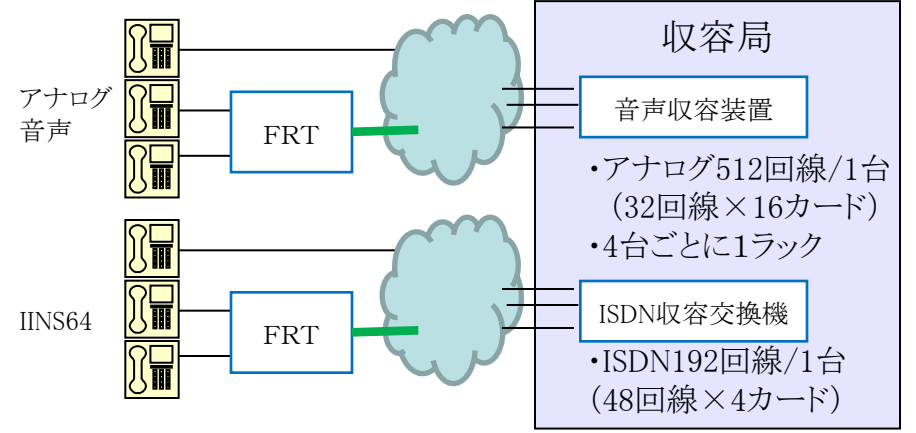 収容局
アナログ
音声
FRT
音声収容装置
・アナログ512回線/1台
(32回線×16カード)
・4台ごとに1ラック
IINS64
FRT
ISDN収容交換機
・ISDN192回線/1台
(48回線×4カード)